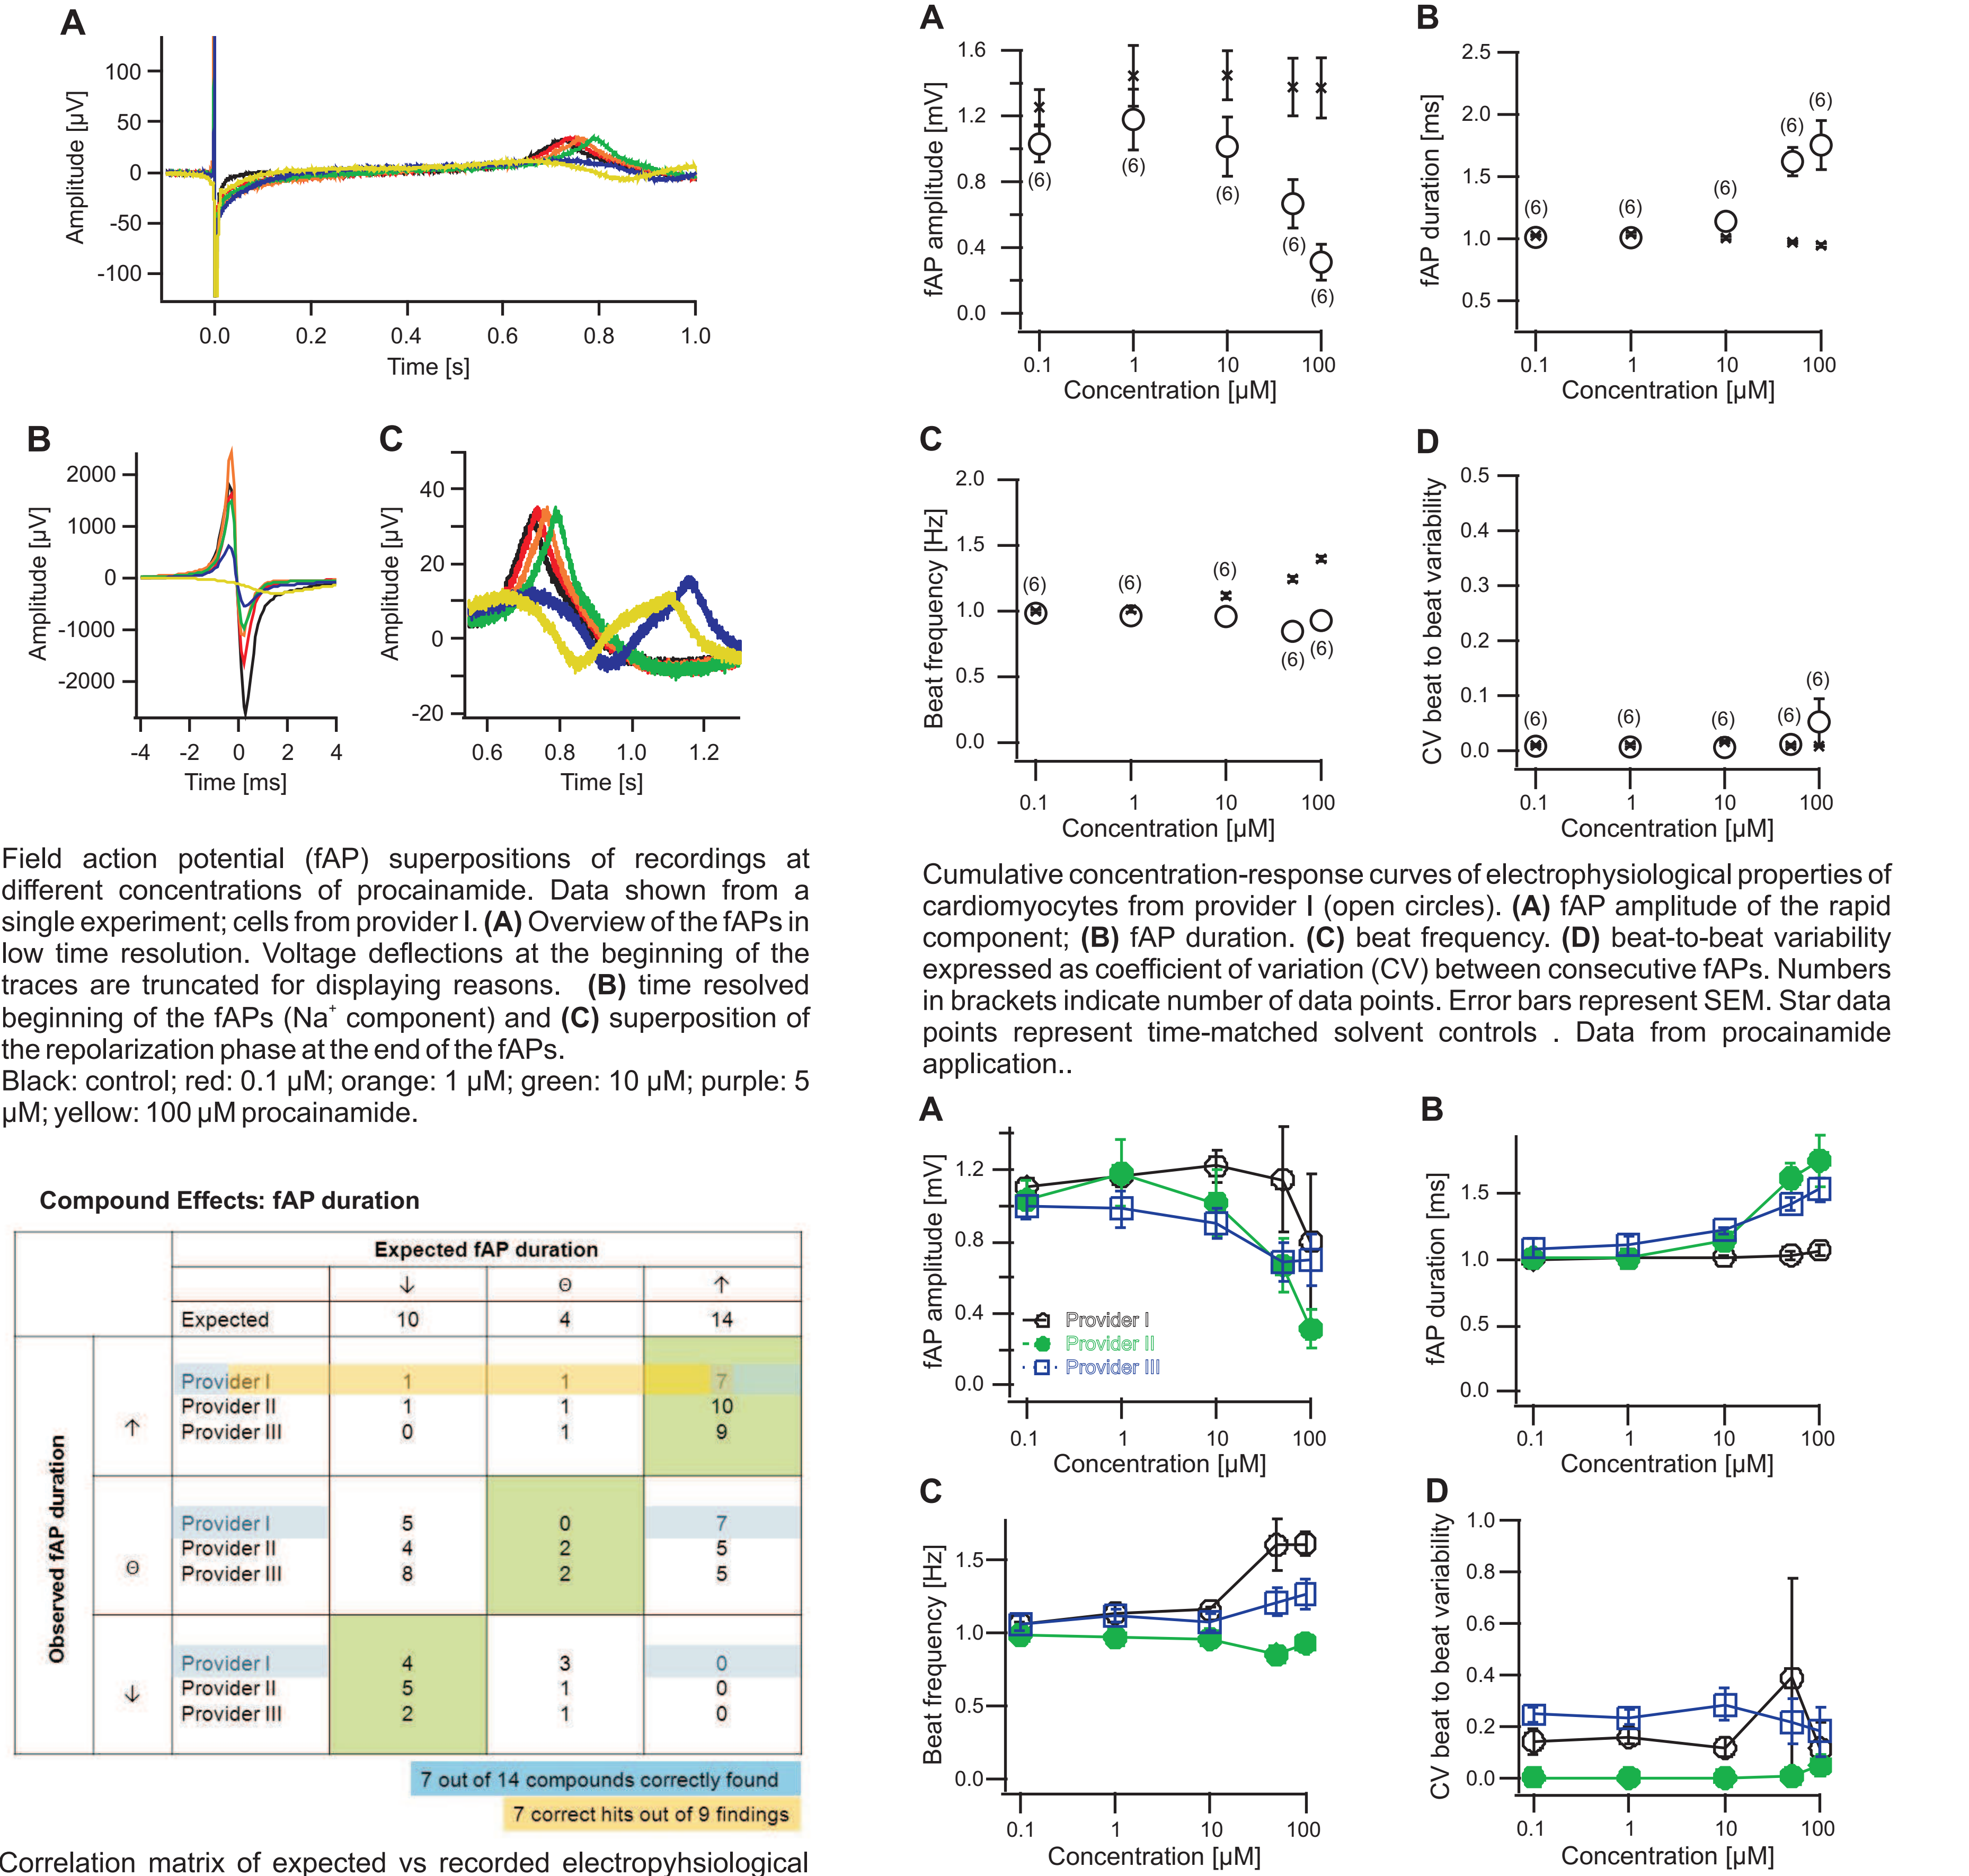 A
100
50
0
-50
-100
Amplitude [µV]
0.0 0.2 0.4 0.6 0.8 1.0
Time [s]
B
2000
1000
0
-1000
-2000
Amplitude [µV]
-4 -2 0 2 4
Time [ms]
C
40
20
0
-20
Amplitude [µV]
0.6 0.8 1.0 1.2
Time [s]
Field action potential (fAP) superpositions of recordings at
different concentrations of procainamide. Data shown from a
single experiment; cells from provider I. (A) Overview of the fAPs in
low time resolution. Voltage deflections at the beginning of the
traces are truncated for displaying reasons. (B) time resolved
beginning of the fAPs (Na+ component) and (C) superposition of
the repolarization phase at the end of the fAPs.
Black: control; red: 0.1 µM; orange: 1 µM; green: 10 µM; purple: 5
µM; yellow: 100 µM procainamide.
Compound Effects: fAP duration
Expected fAP duration
↓ Θ ↑
Expected 10 4 14
Observed fAP duration
↑
Provider I 1 1 7
Provider II 1 1 10
Provider III 0 1 9
Θ
Provider I 5 0 7
Provider II 4 2 5
Provider III 8 2 5
↓
Provider I 4 3 0
Provider II 5 1 0
Provider III 2 1 0
7 out of 14 compounds correctly found
7 correct hits out of 9 findings
Correlation matrix of expected vs recorded electropyhsiological
A
1.6
1.2
0.8
0.4
0.0
fAP amplitude [mV]
(6) (6) (6) (6) (6)
0.1 1 10 100
Concentration [µM]
B
2.5
2.0
1.5
1.0
0.5
fAP duration [ms]
(6) (6) (6) (6) (6)
0.1 1 10 100
Concentration [µM]
C
2.0
1.5
1.0
0.5
0.0
Beat frequency [Hz]
(6) (6) (6) (6) (6)
0.1 1 10 100
Concentration [µM]
D
0.5
0.4
0.3
0.2
0.1
0.0
CV beat to beat variability
(6) (6) (6) (6) (6)
0.1 1 10 100
Concentration [µM]
Cumulative concentration-response curves of electrophysiological properties of
cardiomyocytes from provider I (open circles). (A) fAP amplitude of the rapid
component; (B) fAP duration. (C) beat frequency. (D) beat-to-beat variability
expressed as coefficient of variation (CV) between consecutive fAPs. Numbers
in brackets indicate number of data points. Error bars represent SEM. Star data
points represent time-matched solvent controls . Data from procainamide
application..
A
1.2
0.8
0.4
0.0
fAP amplitude [mV]
Provider I
Provider II
Provider III
0.1 1 10 100
Concentration [µM]
B
1.5
1.0
0.5
0.0
fAP duration [ms]
0.1 1 10 100
Concentration [µM]
C
1.5
1.0
0.5
0.0
Beat frequency [Hz]
0.1 1 10 100
Concentration [µM]
D
1.0
0.8
0.6
0.4
0.2
0.0
CV beat to beat variability
0.1 1 10 100
Concentration [µM]